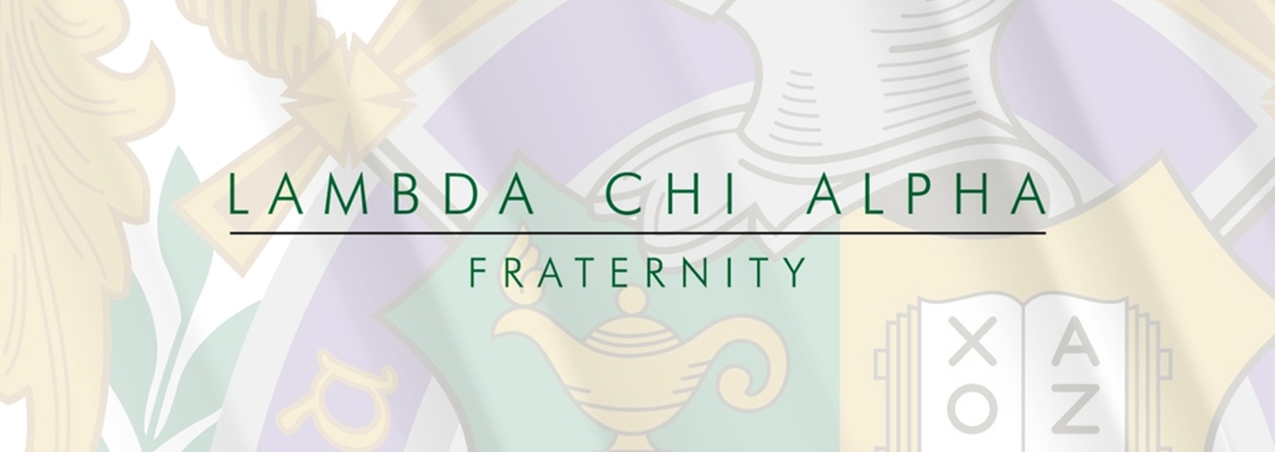 LAMBDA CHI ALPHA
FRATERNITY
X A
O Z